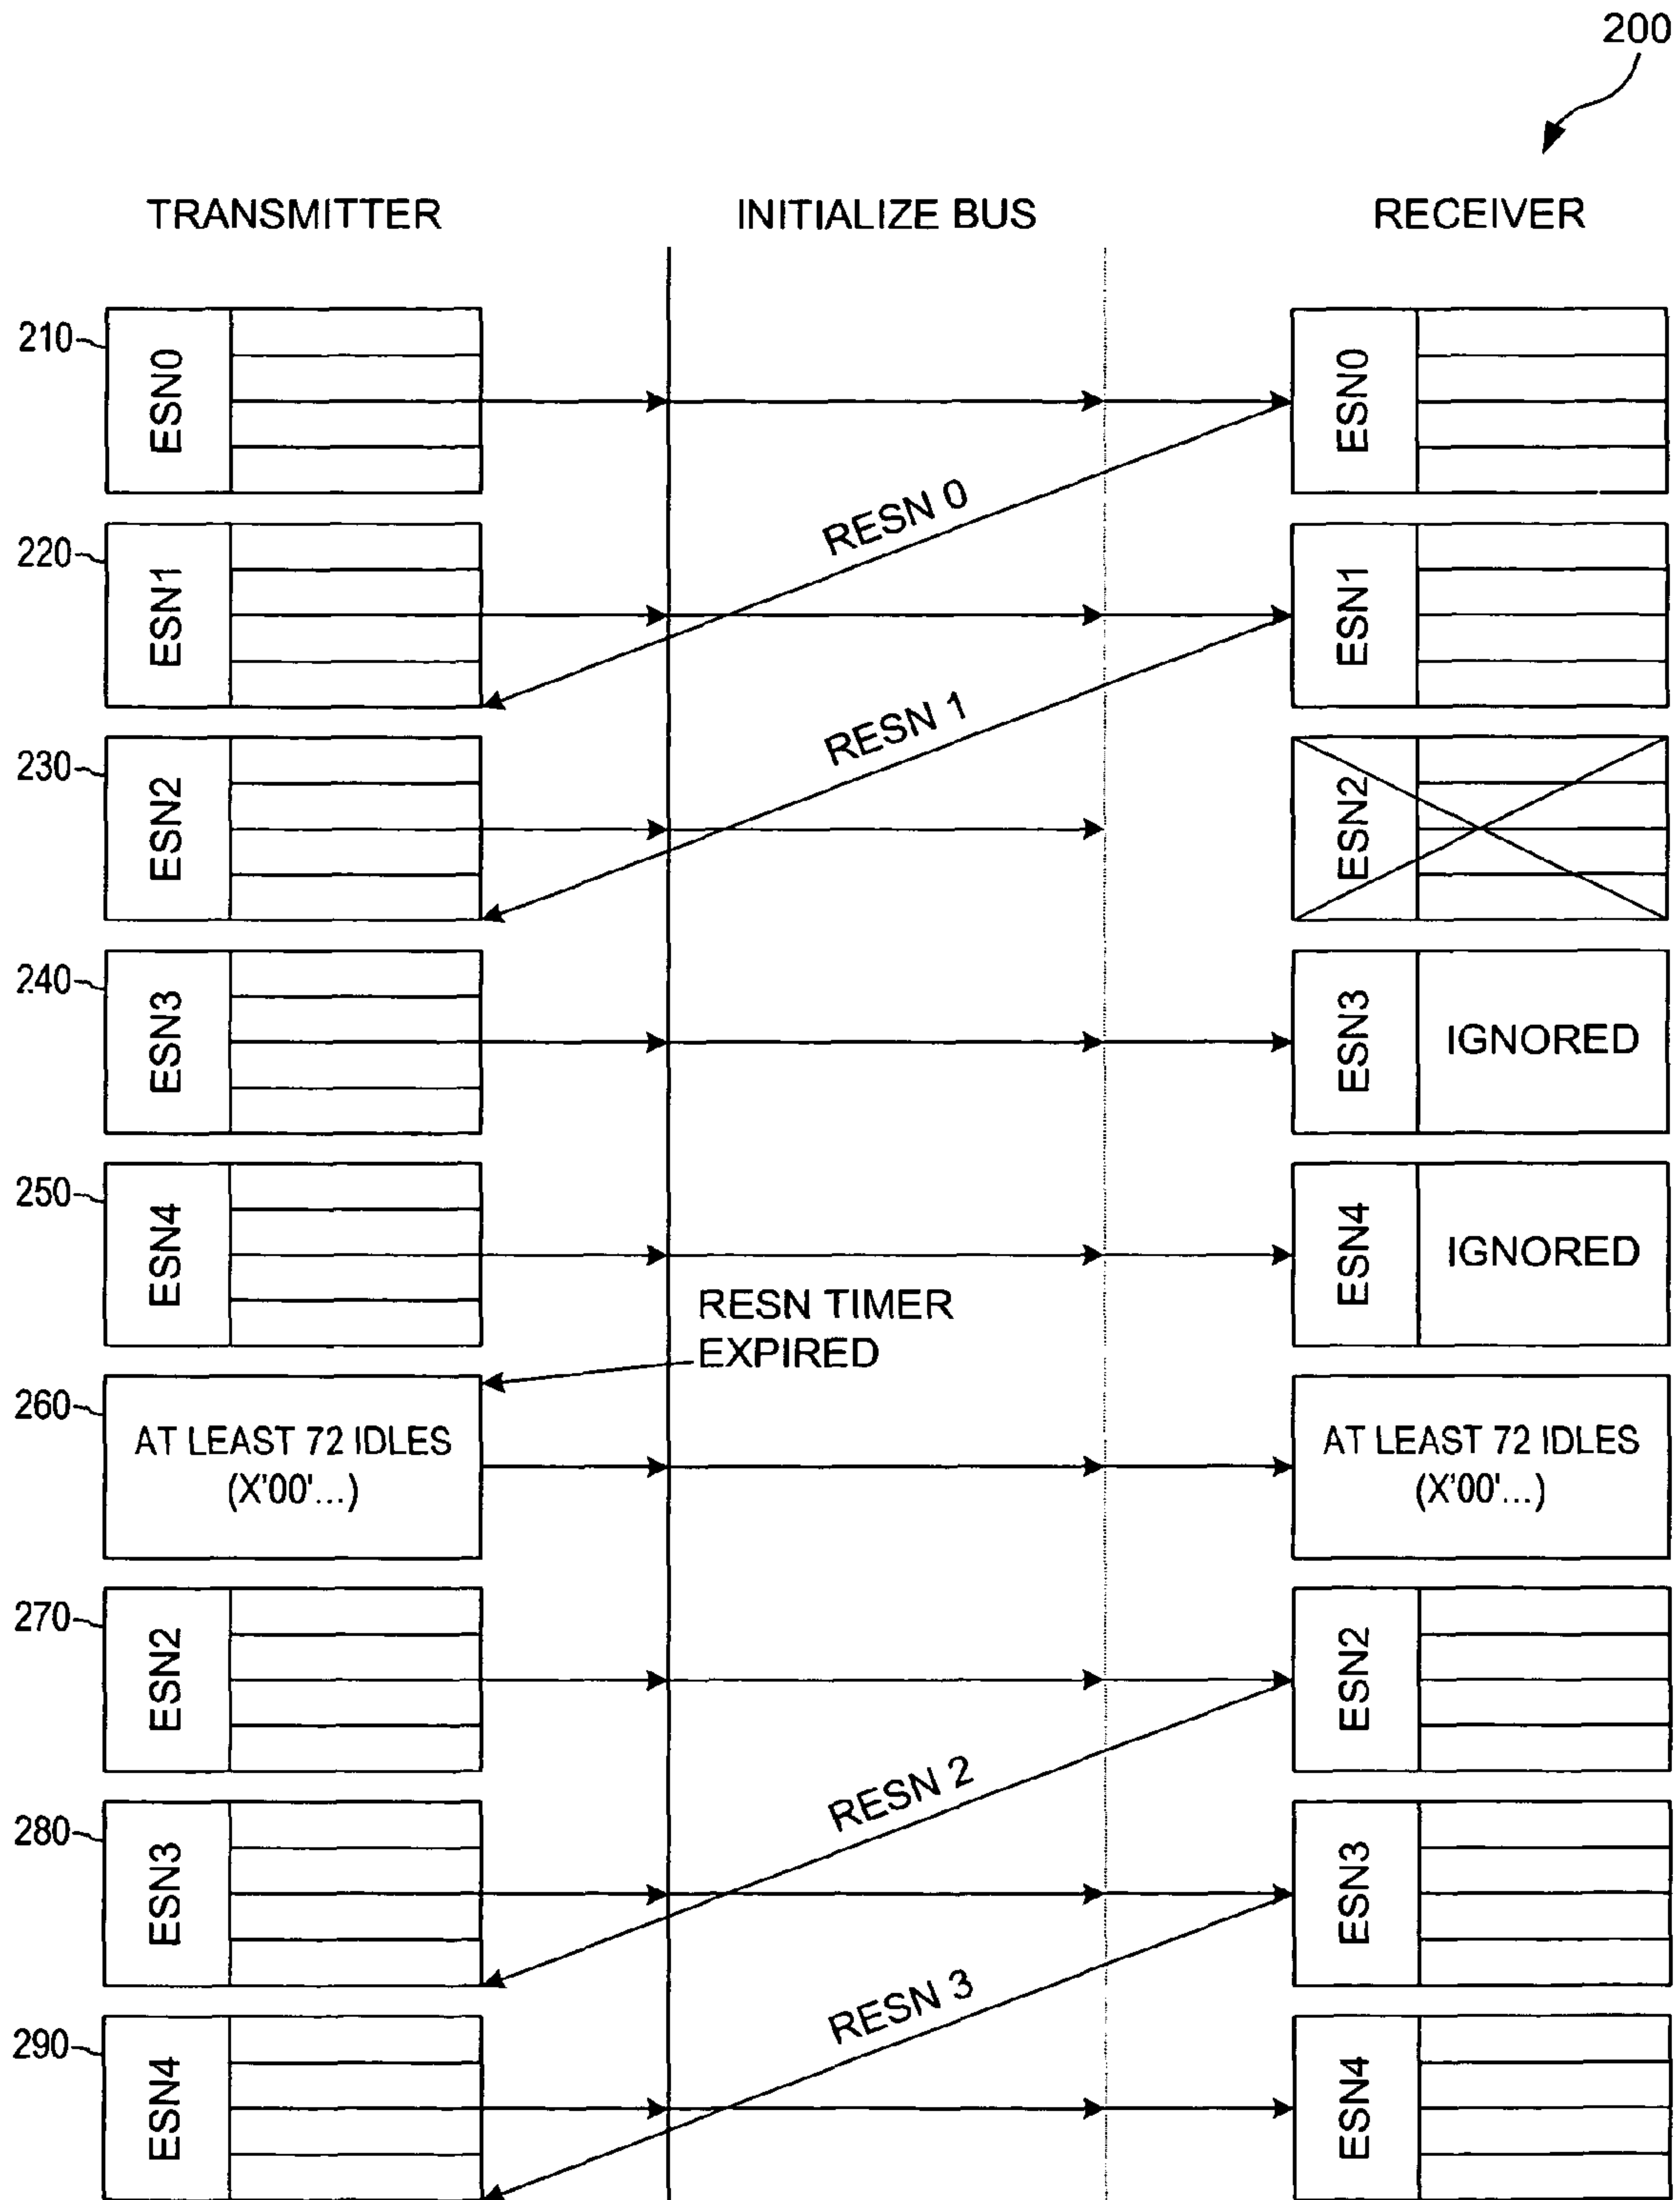 200
TRANSMITTER INITIALIZE BUS RECEIVER
210 ESN0 ESN0
RESN 0
220 ESN1 ESN1
RESN 1
230 ESN2 ESN2
240 ESN3 ESN3 IGNORED
250 ESN4 ESN4 IGNORED
RESN TIMER
EXPIRED
260 AT LEAST 72 IDLES AT LEAST 72 IDLES
(X'00'...) (X'00'...)
270 ESN2 ESN2
RESN 2
280 ESN3 ESN3
RESN 3
290 ESN4 ESN4